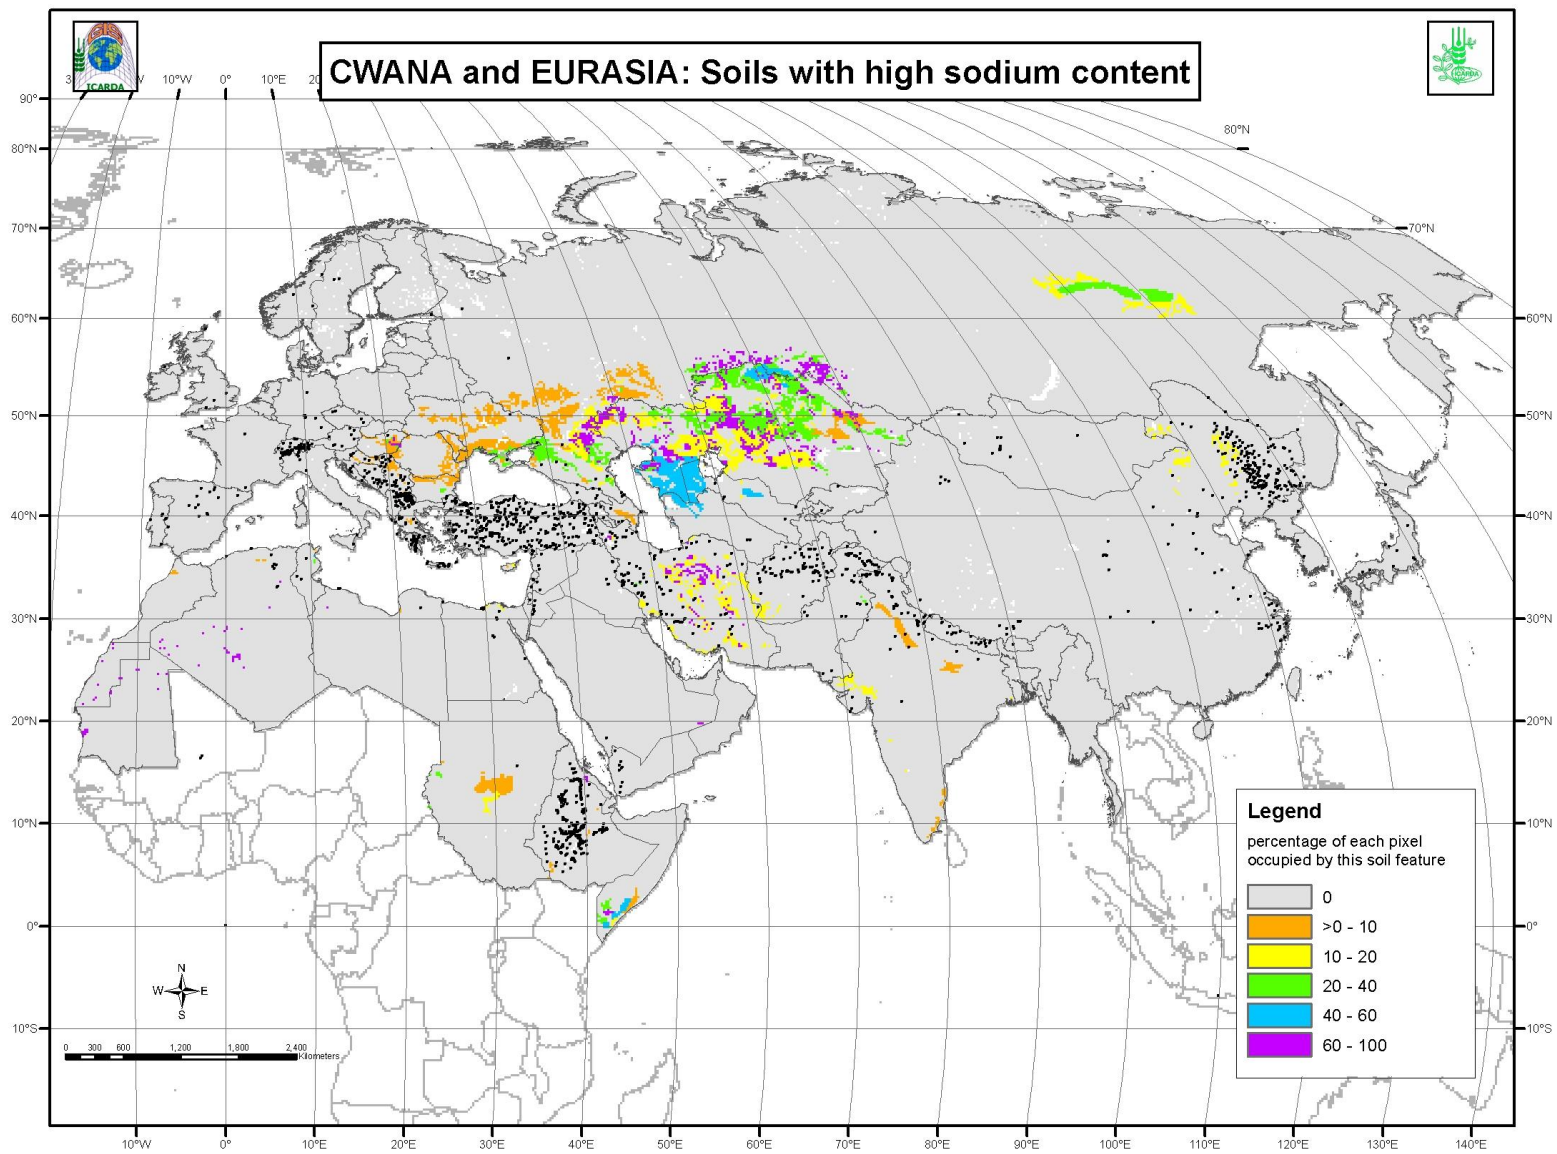 CWANA and EURASIA: Soils with high sodium content
ICARDA
ICARDA
10°W 0° 10°E
80°N
90°
80°N
70°N
60°N
50°N
40°N
30°N
20°N
10°N
0°
10°S
70°N
60°N
50°N
40°N
30°N
20°N
10°N
0°
10°S
Legend
percentage of each pixel
occupied by this soil feature
0
>0 - 10
10 - 20
20 - 40
40 - 60
60 - 100
N
W E
S
0 300 600 1,200 1,800 2,400
Kilometers
10°W 0° 10°E 20°E 30°E 40°E 50°E 60°E 70°E 80°E 90°E 100°E 110°E 120°E 130°E 140°E